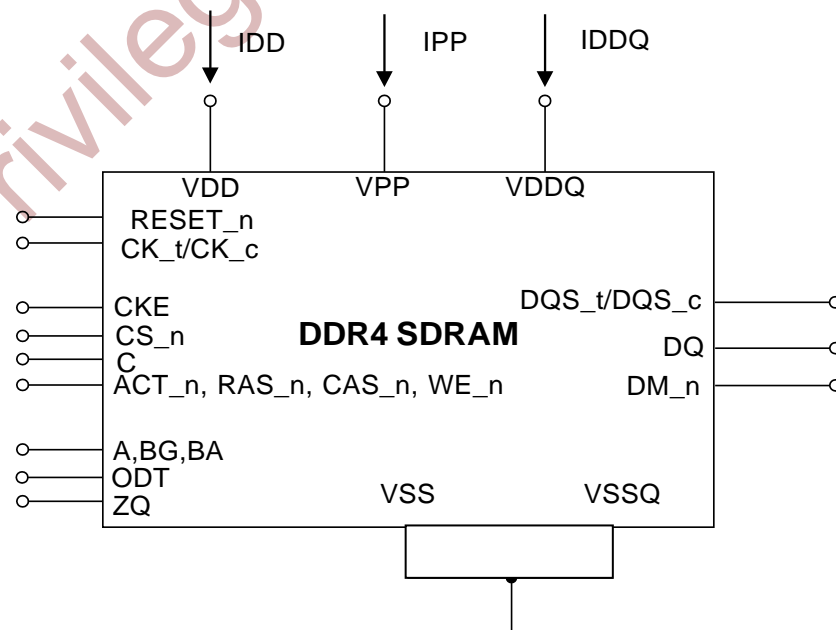 IDD IPP IDDQ
rivileg
VDD VPP VDDQ
RESET_n
CK_t/CK_c
CKE DQS_t/DQS_c
CS_n DDR4 SDRAM
C DQ
ACT_n, RAS_n, CAS_n, WE_n DM_n
A,BG,BA
ODT
ZQ VSS VSSQ